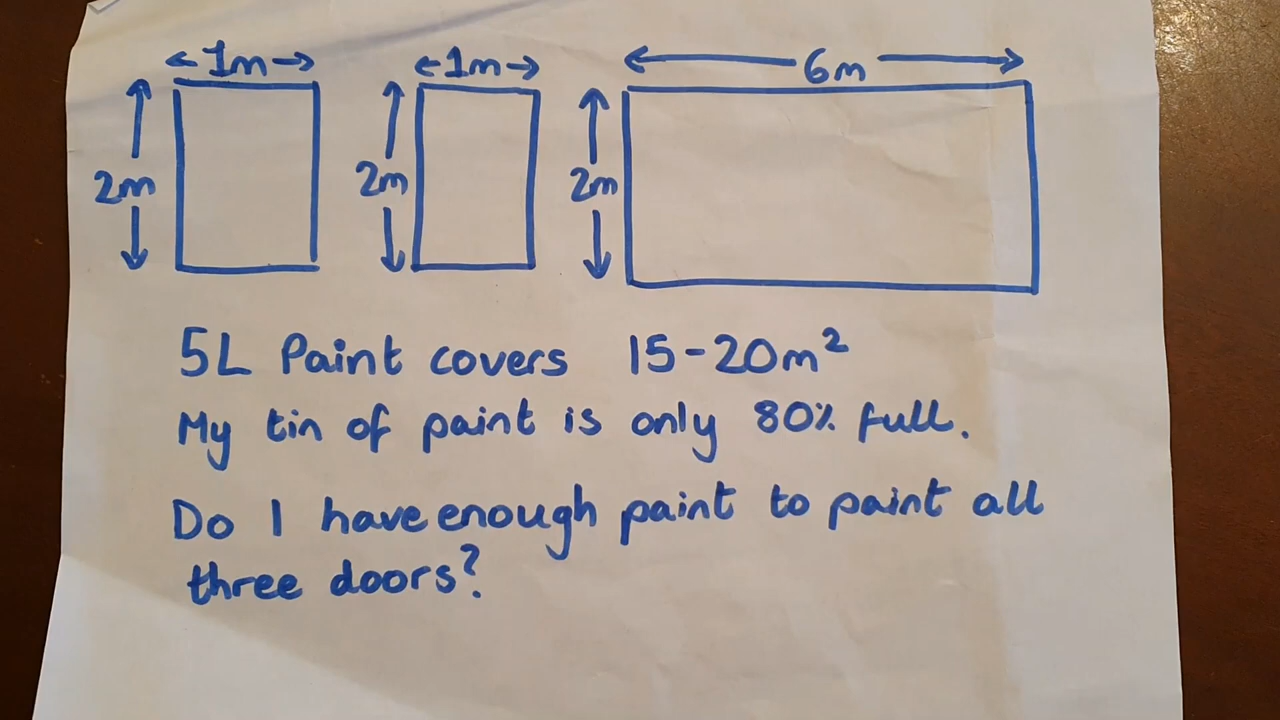 1m 1m 6m
2m 2m 2m
5L Paint covers 15-20m²
My tin of paint is only 80% full.
Do I have enough paint to paint all
three doors?